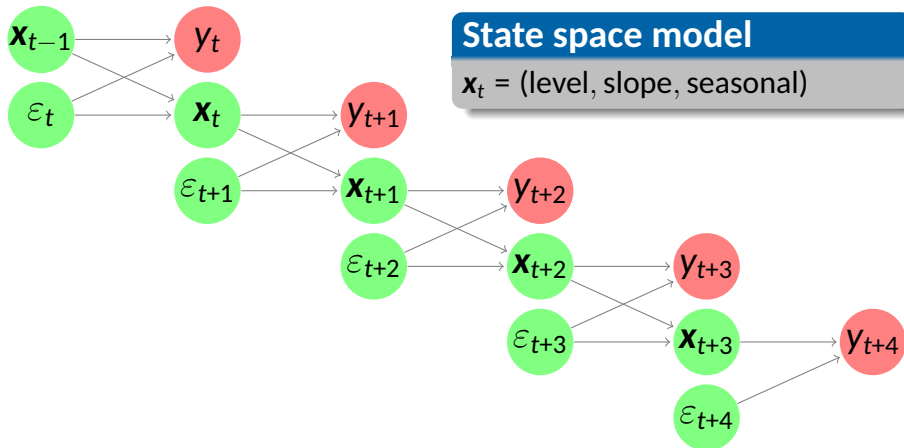 x_{t−1} y_t
State space model
x_t = (level, slope, seasonal)
ε_t x_t y_{t+1}
ε_{t+1} x_{t+1} y_{t+2}
ε_{t+2} x_{t+2} y_{t+3}
ε_{t+3} x_{t+3} y_{t+4}
ε_{t+4}